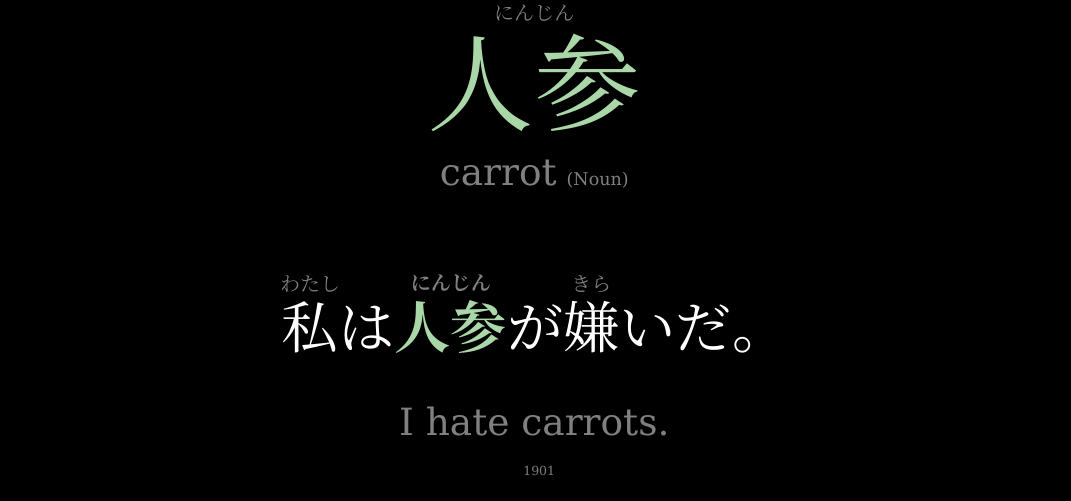 にんじん
人参
carrot (Noun)
わたし にんじん きら
私は人参が嫌いだ。
I hate carrots.
1901